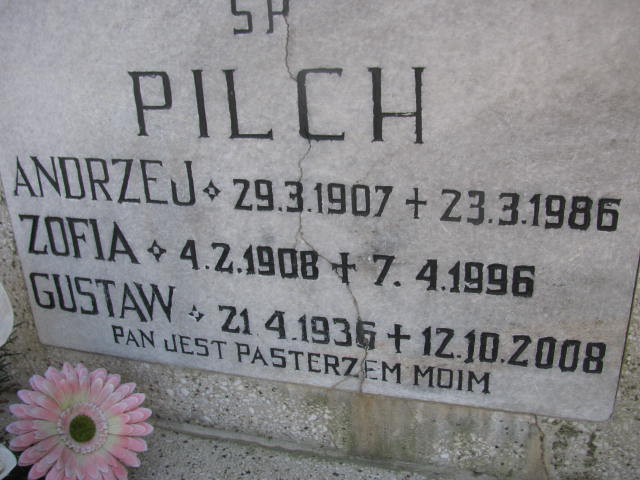 ŚP
PILCH
ANDRZEJ 29.3.1907 + 23.3.1986
ZOFIA 4.2.1908 + 7.4.1996
GUSTAW 21 4.1936 + 12.10.2008
PAN JEST PASTERZEM MOIM